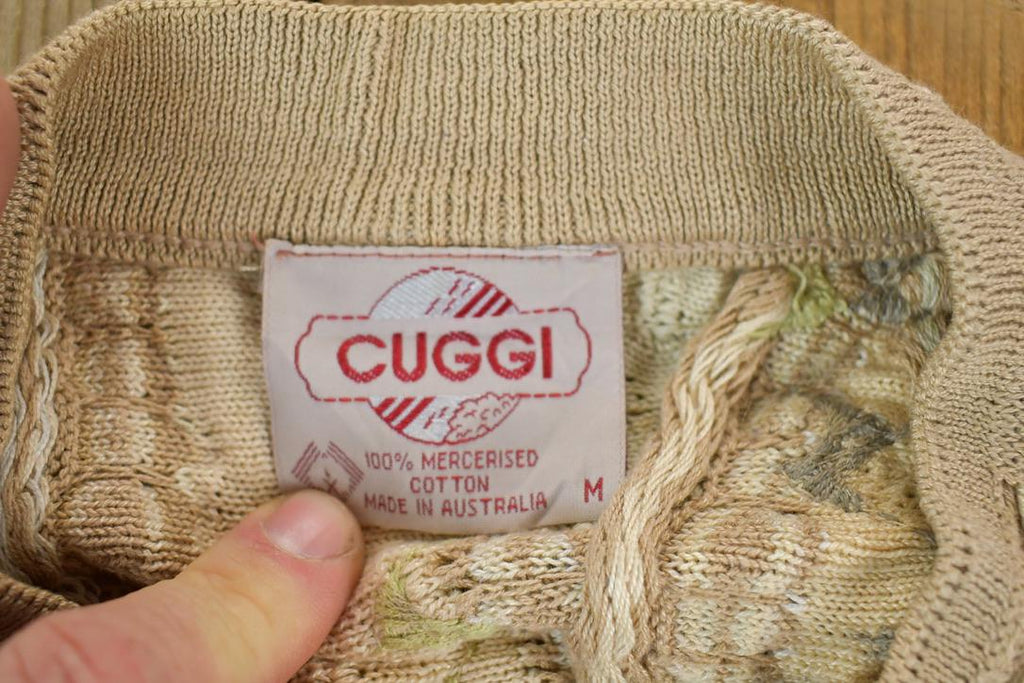 CUGGI
100% MERCERISED
COTTON
MADE IN AUSTRALIA
M